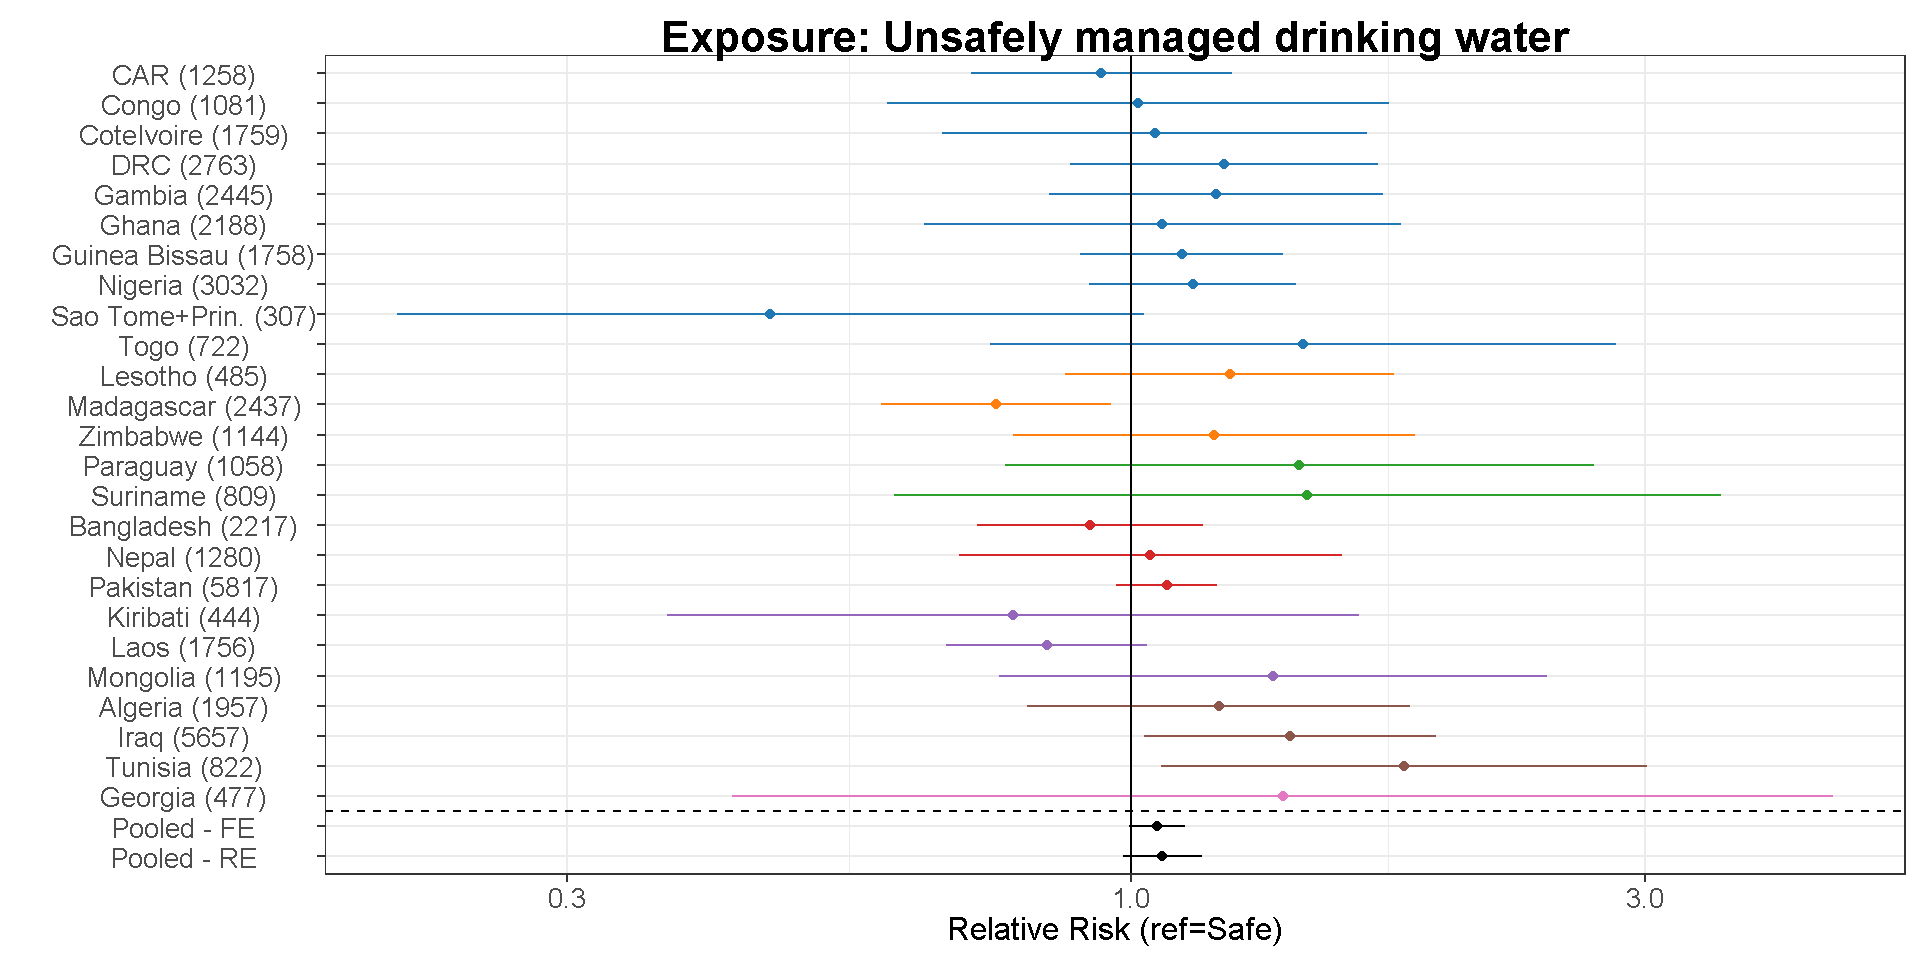 Exposure: Unsafely managed drinking water
CAR (1258)
Congo (1081)
CoteIvoire (1759)
DRC (2763)
Gambia (2445)
Ghana (2188)
Guinea Bissau (1758)
Nigeria (3032)
Sao Tome+Prin. (307)
Togo (722)
Lesotho (485)
Madagascar (2437)
Zimbabwe (1144)
Paraguay (1058)
Suriname (809)
Bangladesh (2217)
Nepal (1280)
Pakistan (5817)
Kiribati (444)
Laos (1756)
Mongolia (1195)
Algeria (1957)
Iraq (5657)
Tunisia (822)
Georgia (477)
Pooled - FE
Pooled - RE
0.3 1.0 3.0
Relative Risk (ref=Safe)